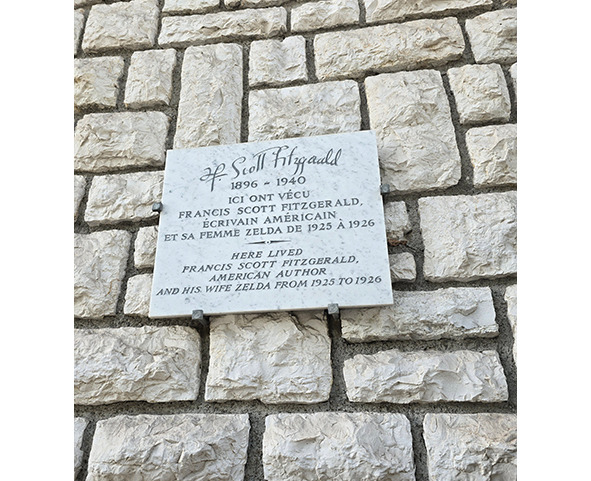 F Scott Fitzgerald
1896 - 1940
ICI ONT VÉCU
FRANCIS SCOTT FITZGERALD,
ÉCRIVAIN AMÉRICAIN
ET SA FEMME ZELDA DE 1925 À 1926
HERE LIVED
FRANCIS SCOTT FITZGERALD,
AMERICAN AUTHOR
AND HIS WIFE ZELDA FROM 1925 TO 1926